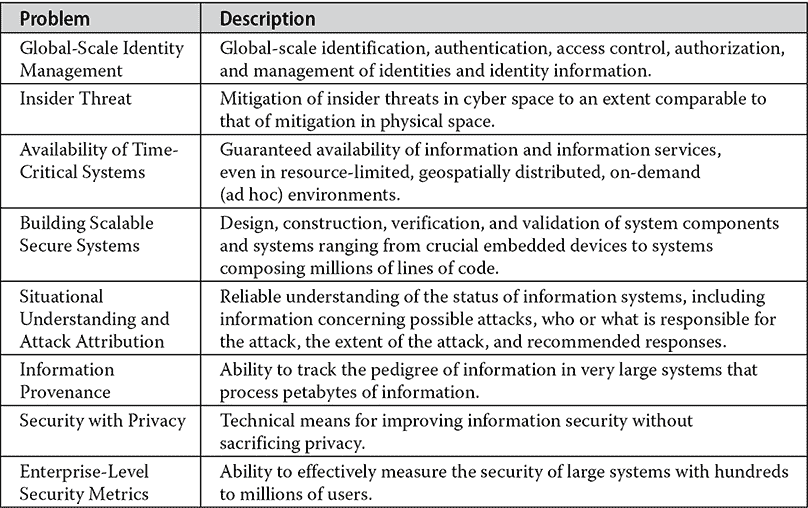 Problem Description
Global-Scale Identity Management
Global-scale identification, authentication, access control, authorization,
and management of identities and identity information.
Insider Threat
Mitigation of insider threats in cyber space to an extent comparable to
that of mitigation in physical space.
Availability of Time-
Critical Systems
Guaranteed availability of information and information services,
even in resource-limited, geospatially distributed, on-demand
(ad hoc) environments.
Building Scalable
Secure Systems
Design, construction, verification, and validation of system components
and systems ranging from crucial embedded devices to systems
composing millions of lines of code.
Situational
Understanding and
Attack Attribution
Reliable understanding of the status of information systems, including
information concerning possible attacks, who or what is responsible for
the attack, the extent of the attack, and recommended responses.
Information
Provenance
Ability to track the pedigree of information in very large systems that
process petabytes of information.
Security with Privacy
Technical means for improving information security without
sacrificing privacy.
Enterprise-Level
Security Metrics
Ability to effectively measure the security of large systems with hundreds
to millions of users.